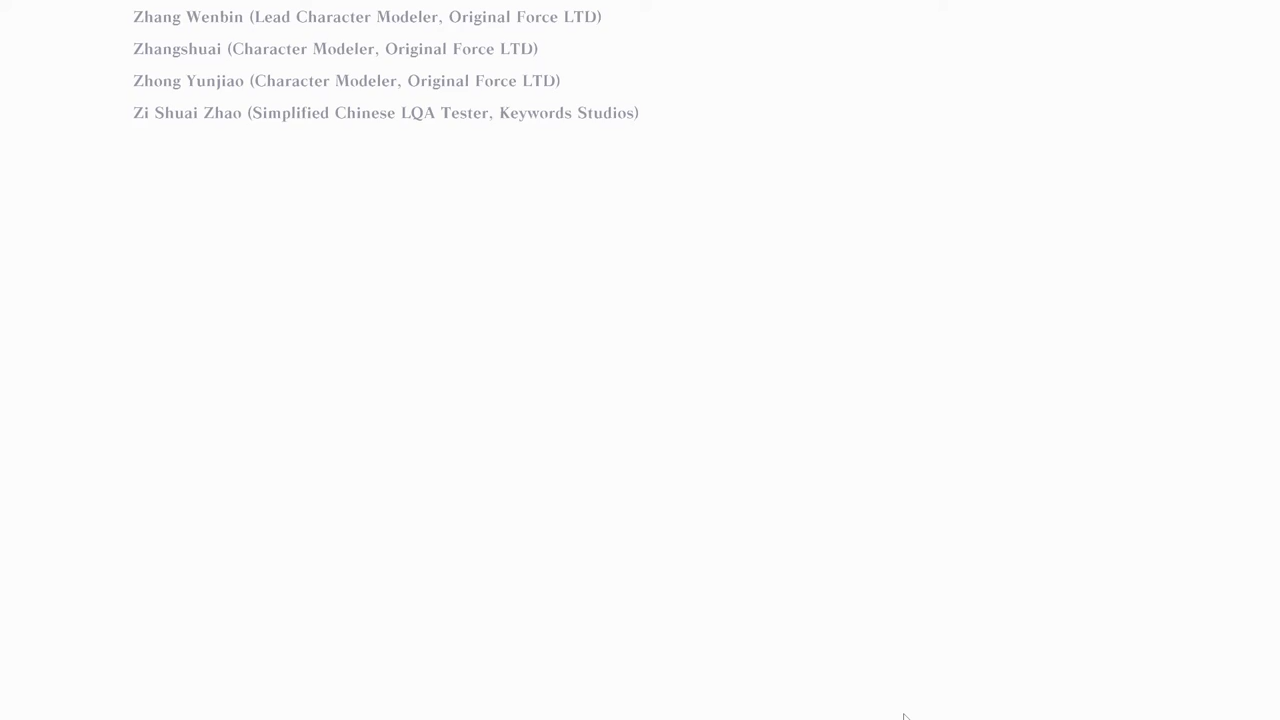 Zhang Wenbin (Lead Character Modeler, Original Force LTD)
Zhangshuai (Character Modeler, Original Force LTD)
Zhong Yunjiao (Character Modeler, Original Force LTD)
Zi Shuai Zhao (Simplified Chinese LQA Tester, Keywords Studios)